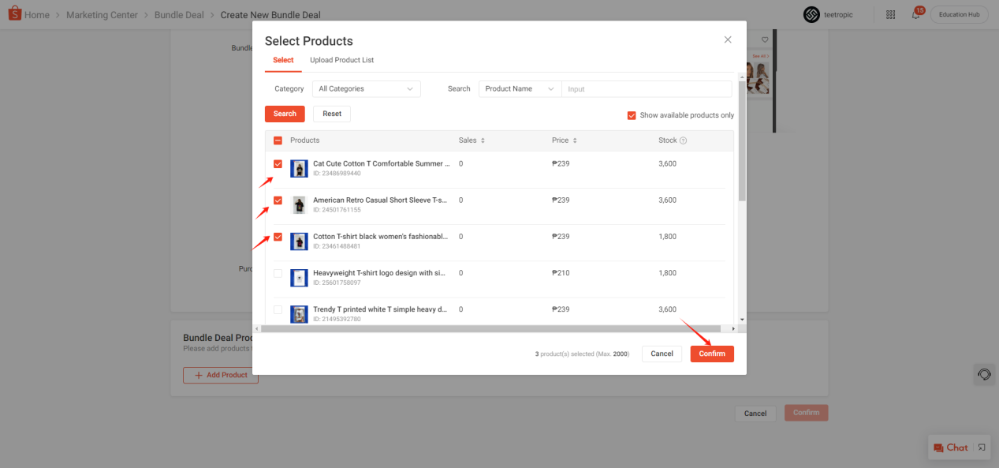 Home > Marketing Center > Bundle Deal > Create New Bundle Deal
teetropic
15
Education Hub
Bundle
See All >
Select Products
Select
Upload Product List
Category
All Categories
Search
Product Name
Input
Search
Reset
Show available products only
Products Sales Price Stock
Cat Cute Cotton T Comfortable Summer ... 0 ₱239 3,600
ID: 23486989440
American Retro Casual Short Sleeve T-s... 0 ₱239 3,600
ID: 24501761155
Cotton T-shirt black women's fashionabl... 0 ₱239 1,800
ID: 23461488481
Purc
Heavyweight T-shirt logo design with si... 0 ₱210 1,800
ID: 25601758097
Trendy T printed white T simple heavy d... 0 ₱239 3,600
ID: 21495392780
3 product(s) selected (Max. 2000)
Cancel
Confirm
Bundle Deal Prod
Please add products t
+ Add Product
Cancel
Confirm
Chat